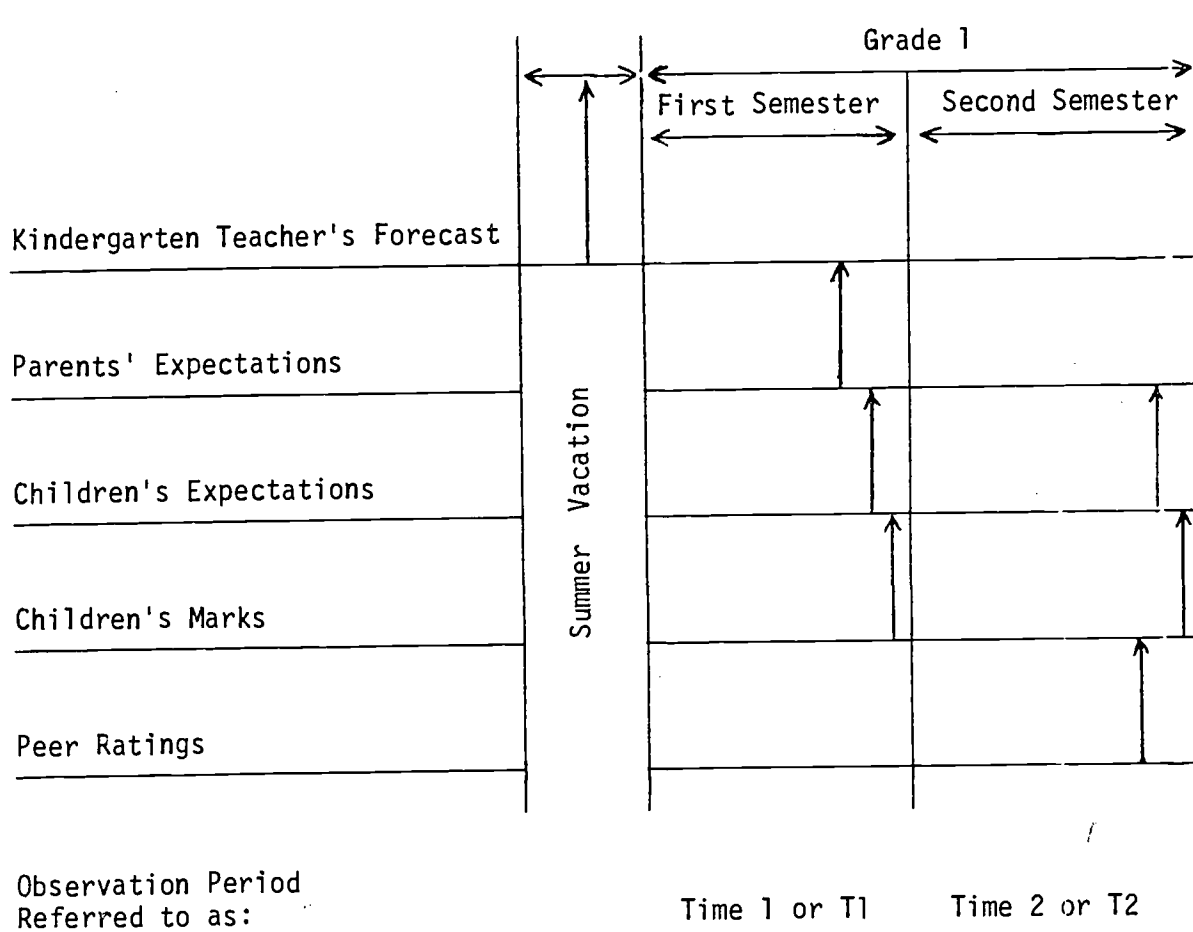 Grade 1
First Semester
Second Semester
Kindergarten Teacher's Forecast
Parents' Expectations
Children's Expectations
Summer Vacation
Children's Marks
Peer Ratings
Observation Period
Referred to as:
Time 1 or T1
Time 2 or T2